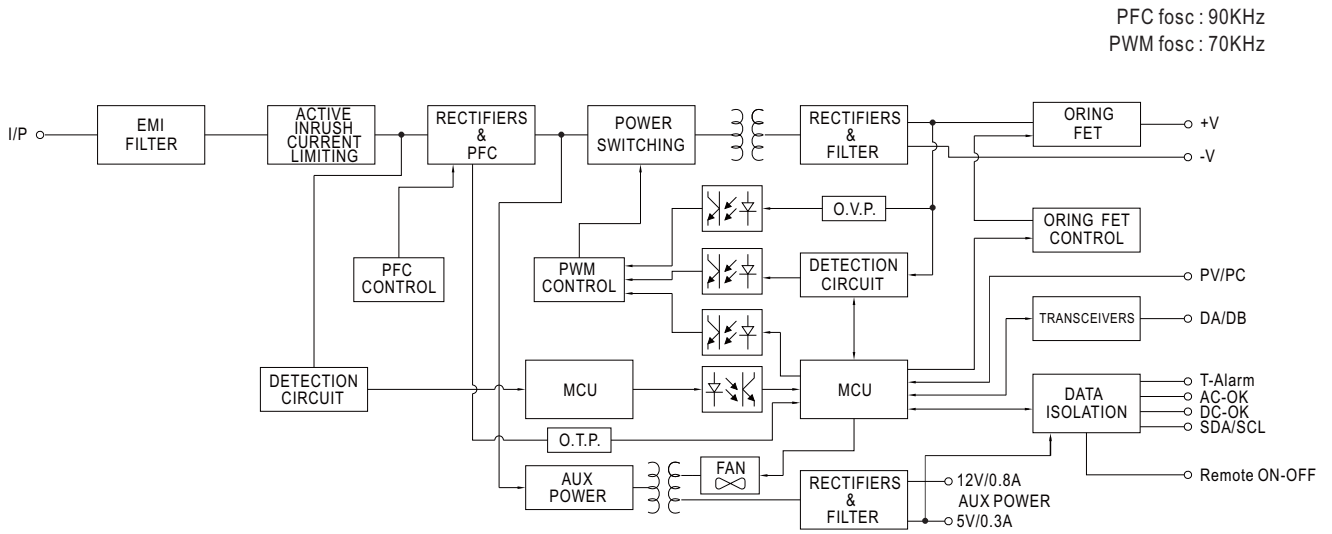 PFC fosc : 90KHz
PWM fosc : 70KHz
I/P
EMI
FILTER
ACTIVE
INRUSH
CURRENT
LIMITING
RECTIFIERS
&
PFC
POWER
SWITCHING
RECTIFIERS
&
FILTER
ORING
FET
+V
-V
O.V.P.
ORING FET
CONTROL
PFC
CONTROL
PWM
CONTROL
DETECTION
CIRCUIT
PV/PC
TRANSCEIVERS
DA/DB
DETECTION
CIRCUIT
MCU
MCU
DATA
ISOLATION
T-Alarm
AC-OK
DC-OK
SDA/SCL
O.T.P.
AUX
POWER
FAN
RECTIFIERS
&
FILTER
12V/0.8A
AUX POWER
5V/0.3A
Remote ON-OFF